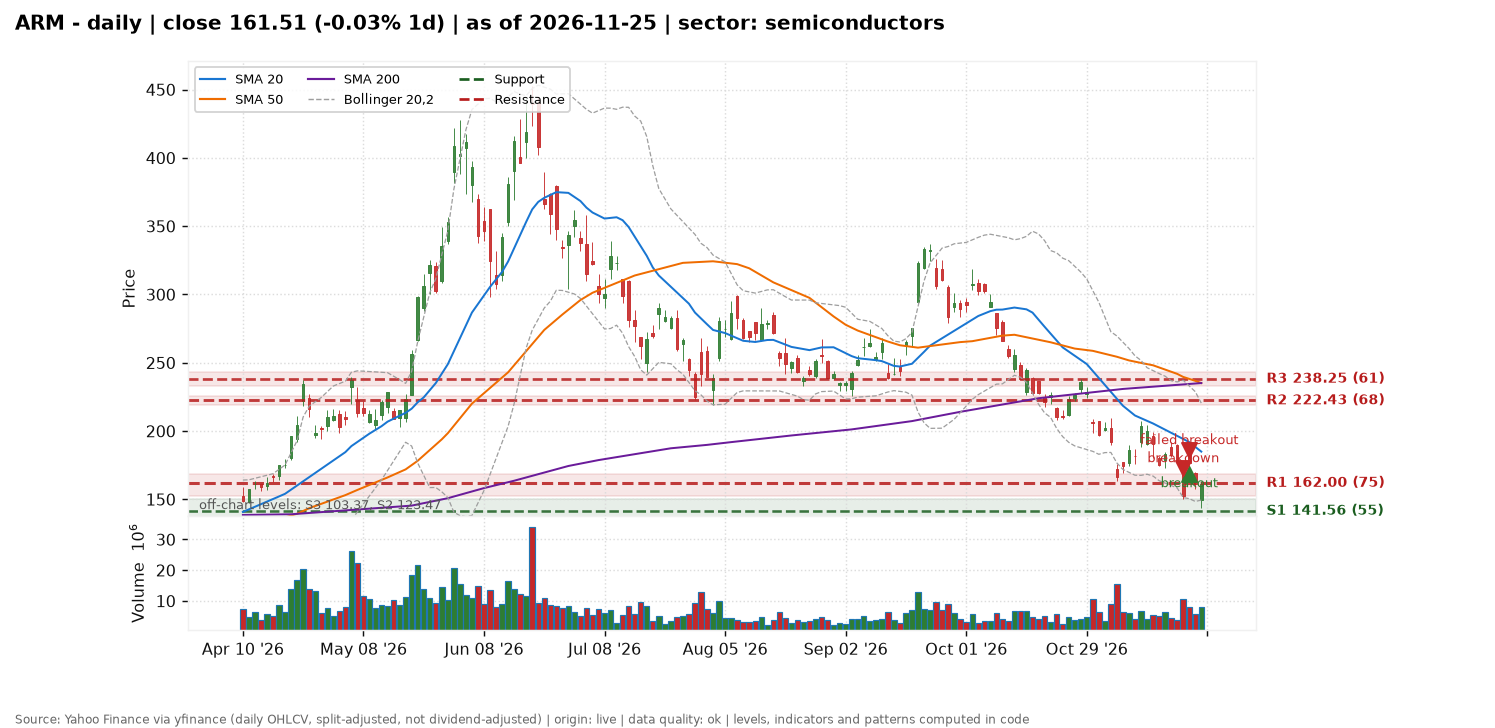 ARM - daily | close 161.51 (-0.03% 1d) | as of 2026-11-25 | sector: semiconductors
SMA 20
SMA 50
SMA 200
Bollinger 20,2
Support
Resistance
Price
450
400
350
300
250
200
150
R3 238.25 (61)
R2 222.43 (68)
R1 162.00 (75)
S1 141.56 (55)
failed breakout
breakdown
breakout
off-chart levels: S3 103.37, S2 123.47
Volume 10⁶
30
20
10
Apr 10 '26
May 08 '26
Jun 08 '26
Jul 08 '26
Aug 05 '26
Sep 02 '26
Oct 01 '26
Oct 29 '26
Source: Yahoo Finance via yfinance (daily OHLCV, split-adjusted, not dividend-adjusted) | origin: live | data quality: ok | levels, indicators and patterns computed in code